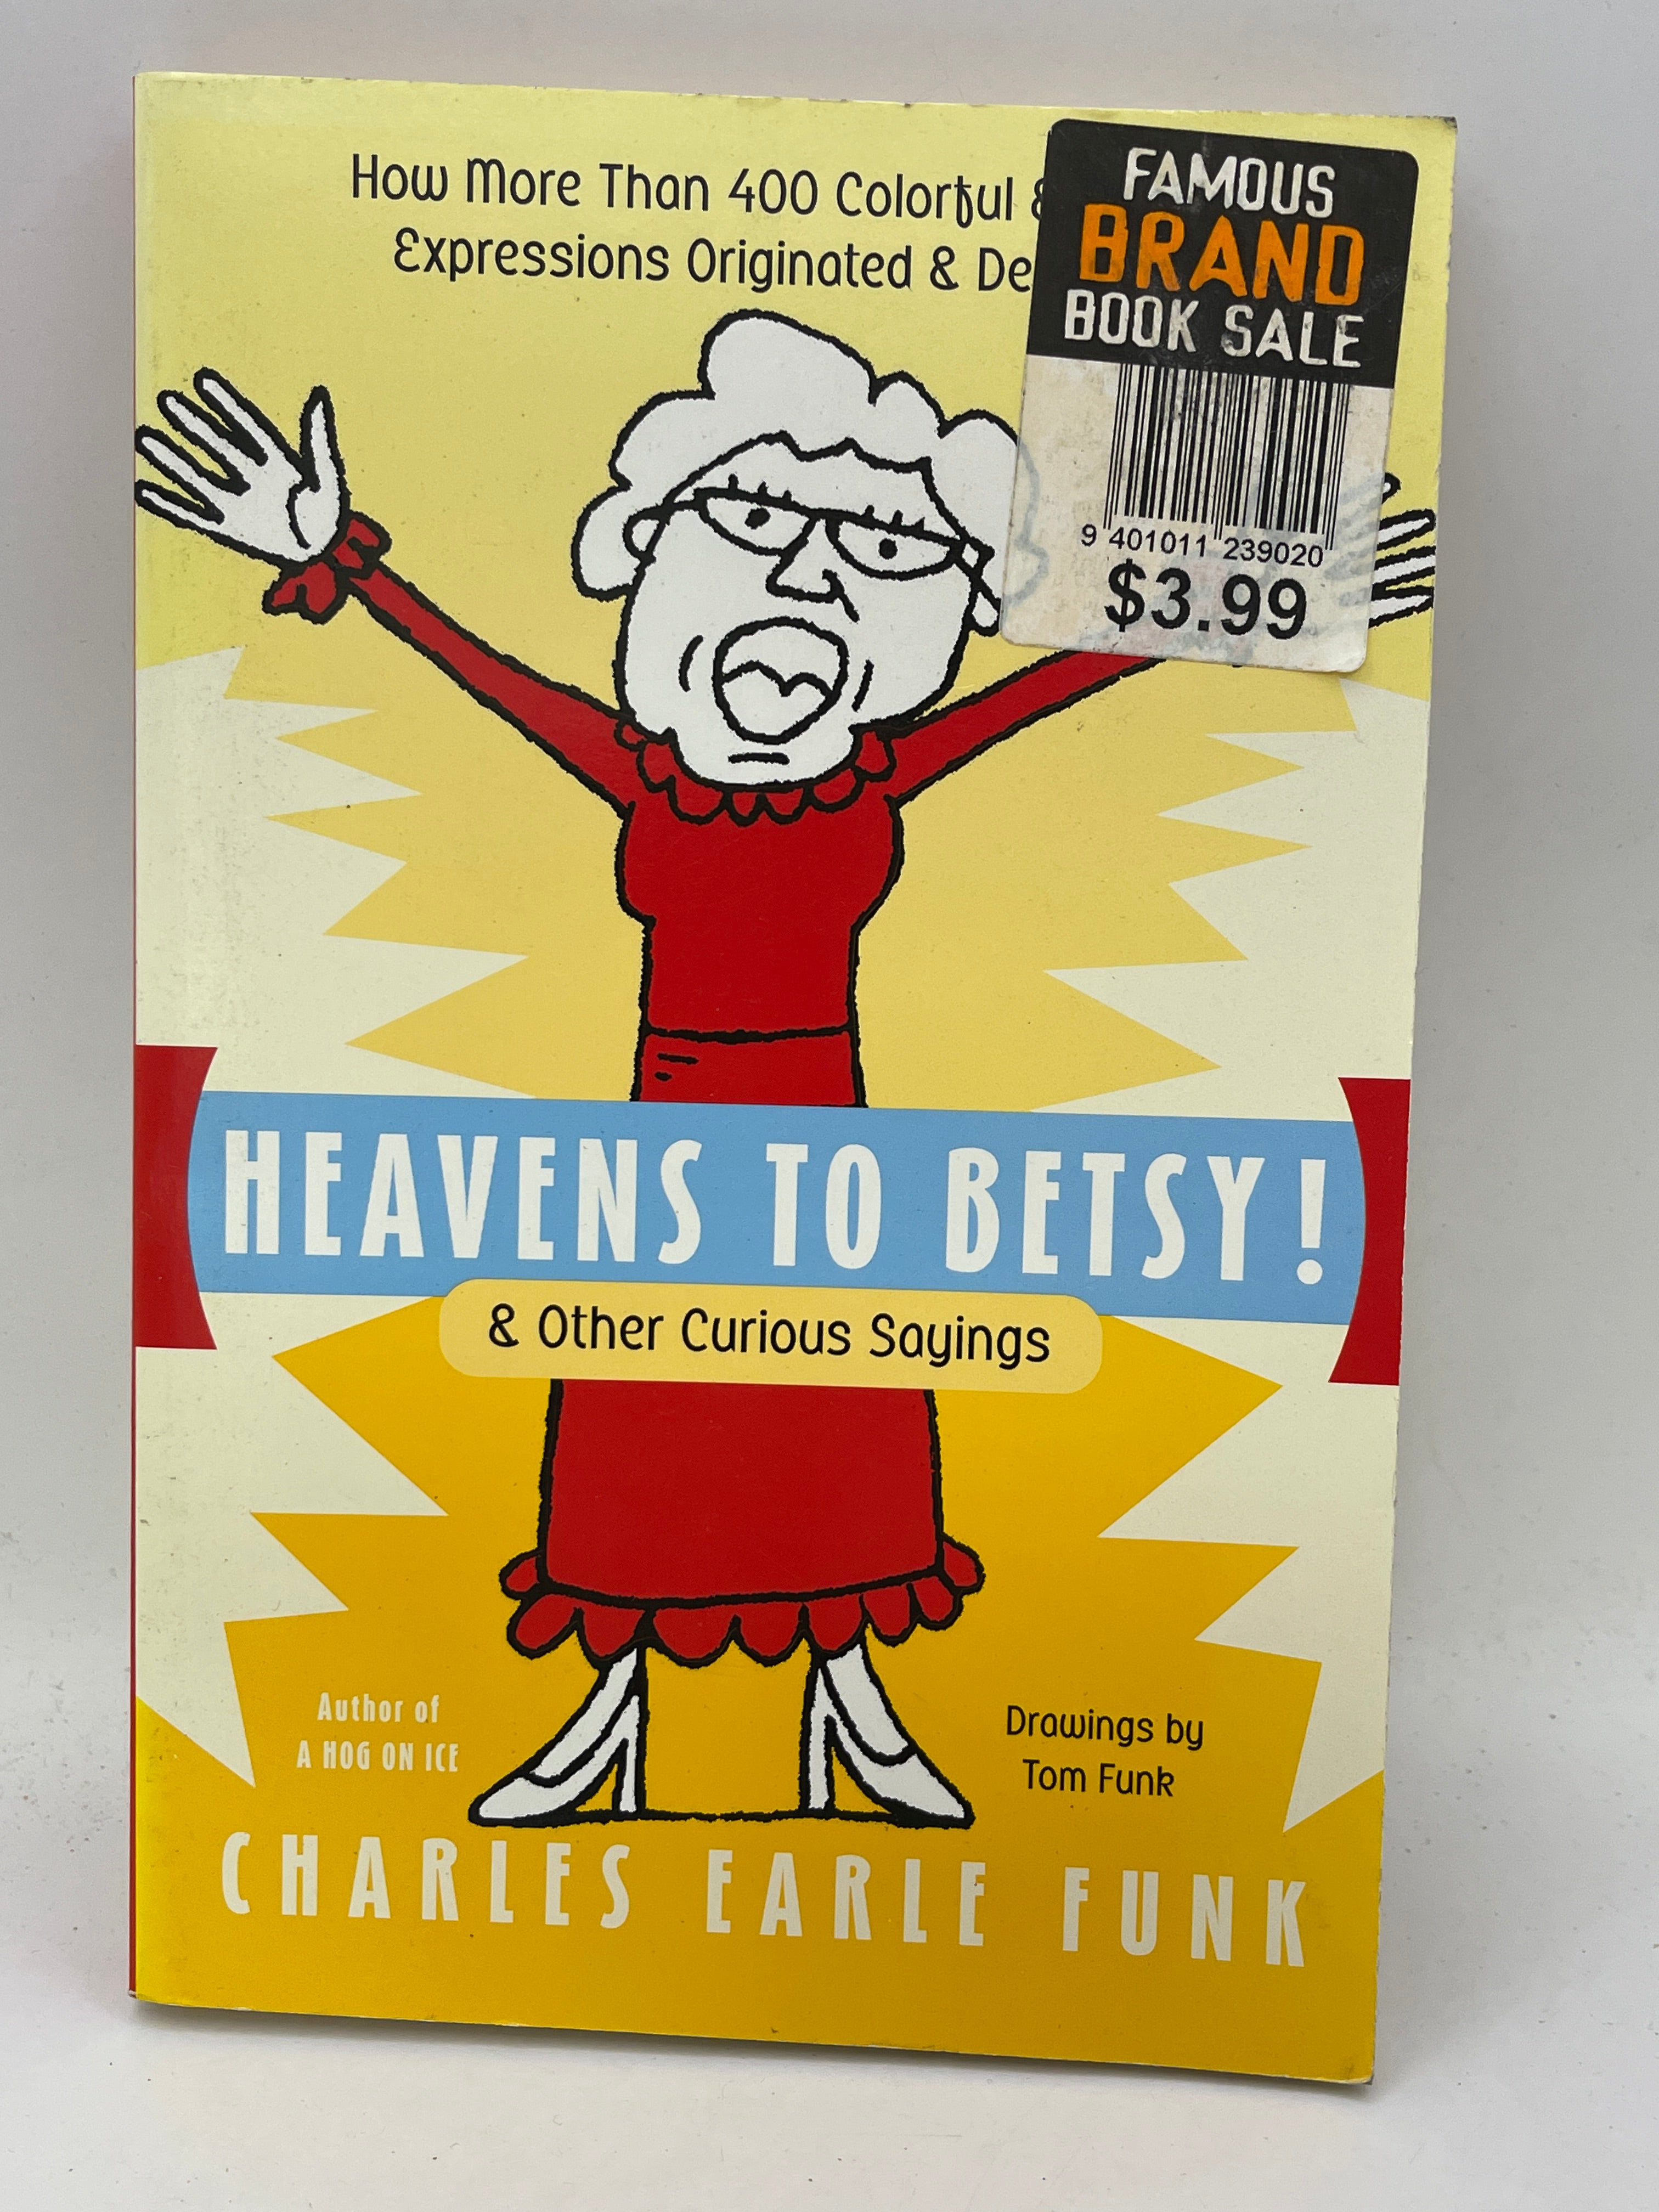 How More Than 400 Colorful
Expressions Originated &
FAMOUS
BRAND
BOOK SALE
9 401011 239020
$3.99
HEAVENS TO BETSY!
& Other Curious Sayings
Author of
A HOG ON ICE
Drawings by
Tom Funk
CHARLES EARLE FUNK